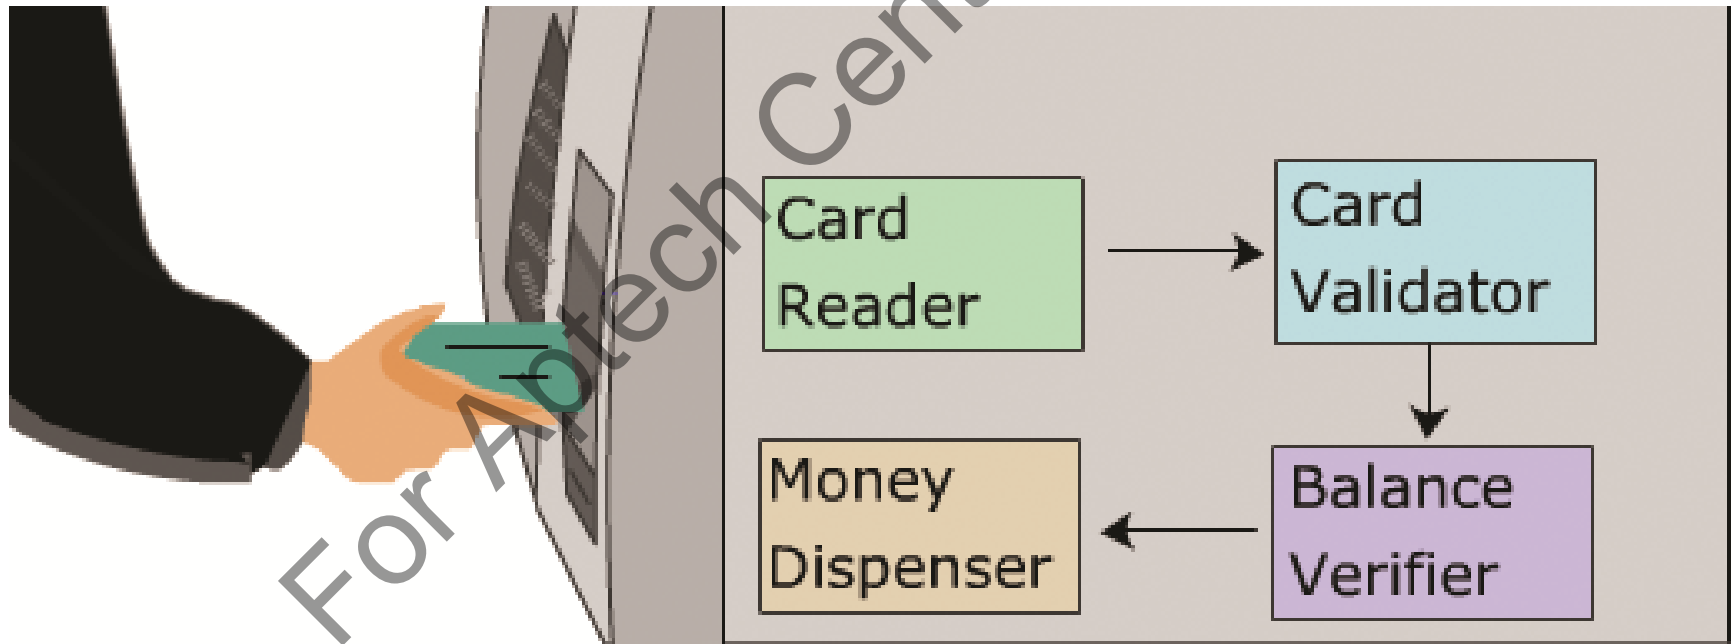 Card
Reader
Card
Validator
Money
Dispenser
Balance
Verifier
For Aptech Cent